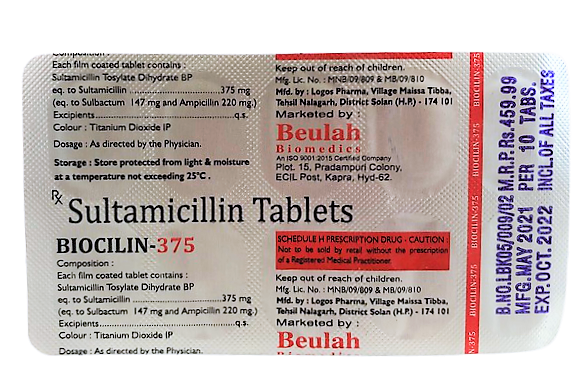 Composition :
Each film coated tablet contains :
Sultamicillin Tosylate Dihydrate BP
eq. to Sultamicillin ..............................375 mg
(eq. to Sulbactum 147 mg and Ampicillin 220 mg.)
Excipients..............................................q.s.
Colour : Titanium Dioxide IP
Dosage : As directed by the Physician.
Storage : Store protected from light & moisture
at a temperature not exceeding 25°C .
Keep out of reach of children.
Mfg. Lic. No. : MNB/09/809 & MB/09/810
Mfd. by : Logos Pharma, Village Maissa Tibba,
Tehsil Nalagarh, District Solan (H.P.) - 174 101
Marketed by :
Beulah
Biomedics
An ISO 9001:2015 Certified Company
Plot. 15, Pradampuri Colony,
ECIL Post, Kapra, Hyd-62.
Rx Sultamicillin Tablets
BIOCILIN-375
SCHEDULE H PRESCRIPTION DRUG - CAUTION :
Not to be sold by retail without the prescription
of a Registered Medical Practitioner.
Composition :
Each film coated tablet contains :
Sultamicillin Tosylate Dihydrate BP
eq. to Sultamicillin ..............................375 mg
(eq. to Sulbactum 147 mg and Ampicillin 220 mg.)
Excipients..............................................q.s.
Colour : Titanium Dioxide IP
Dosage : As directed by the Physician.
Keep out of reach of children.
Mfg. Lic. No. : MNB/09/809 & MB/09/810
Mfd. by : Logos Pharma, Village Maissa Tibba,
Tehsil Nalagarh, District Solan (H.P.) - 174 101
Marketed by :
Beulah
Biomedics
BIOCILIN-375
BIOCILIN-375
BIOCILIN-375
N-375
B.NO.LBK05/009/02 M.R.P.Rs.459.99
MFG.MAY 2021 PER 10 TABS.
EXP.OCT. 2022 INCL.OF ALL TAXES